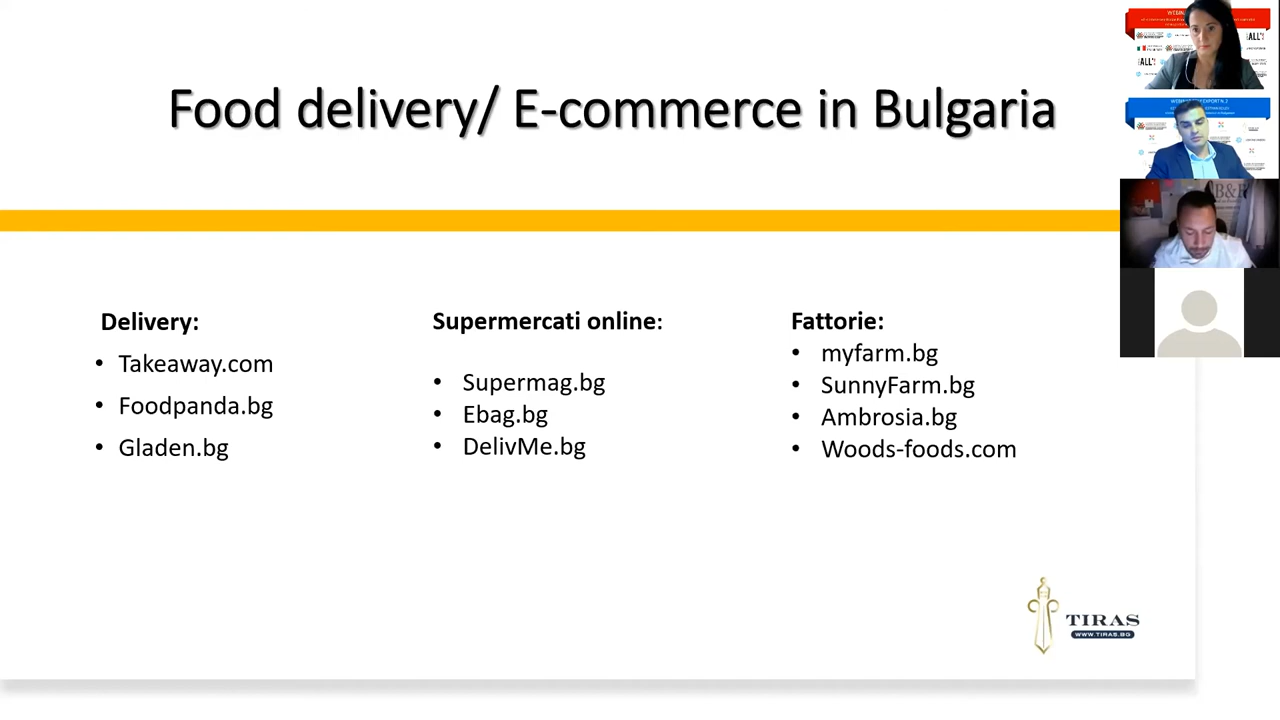 Food delivery/ E-commerce in Bulgaria
Delivery:
• Takeaway.com
• Foodpanda.bg
• Gladen.bg
Supermercati online:
• Supermag.bg
• Ebag.bg
• DelivMe.bg
Fattorie:
• myfarm.bg
• SunnyFarm.bg
• Ambrosia.bg
• Woods-foods.com
TIRAS
WWW.TIRAS.BG
B&R